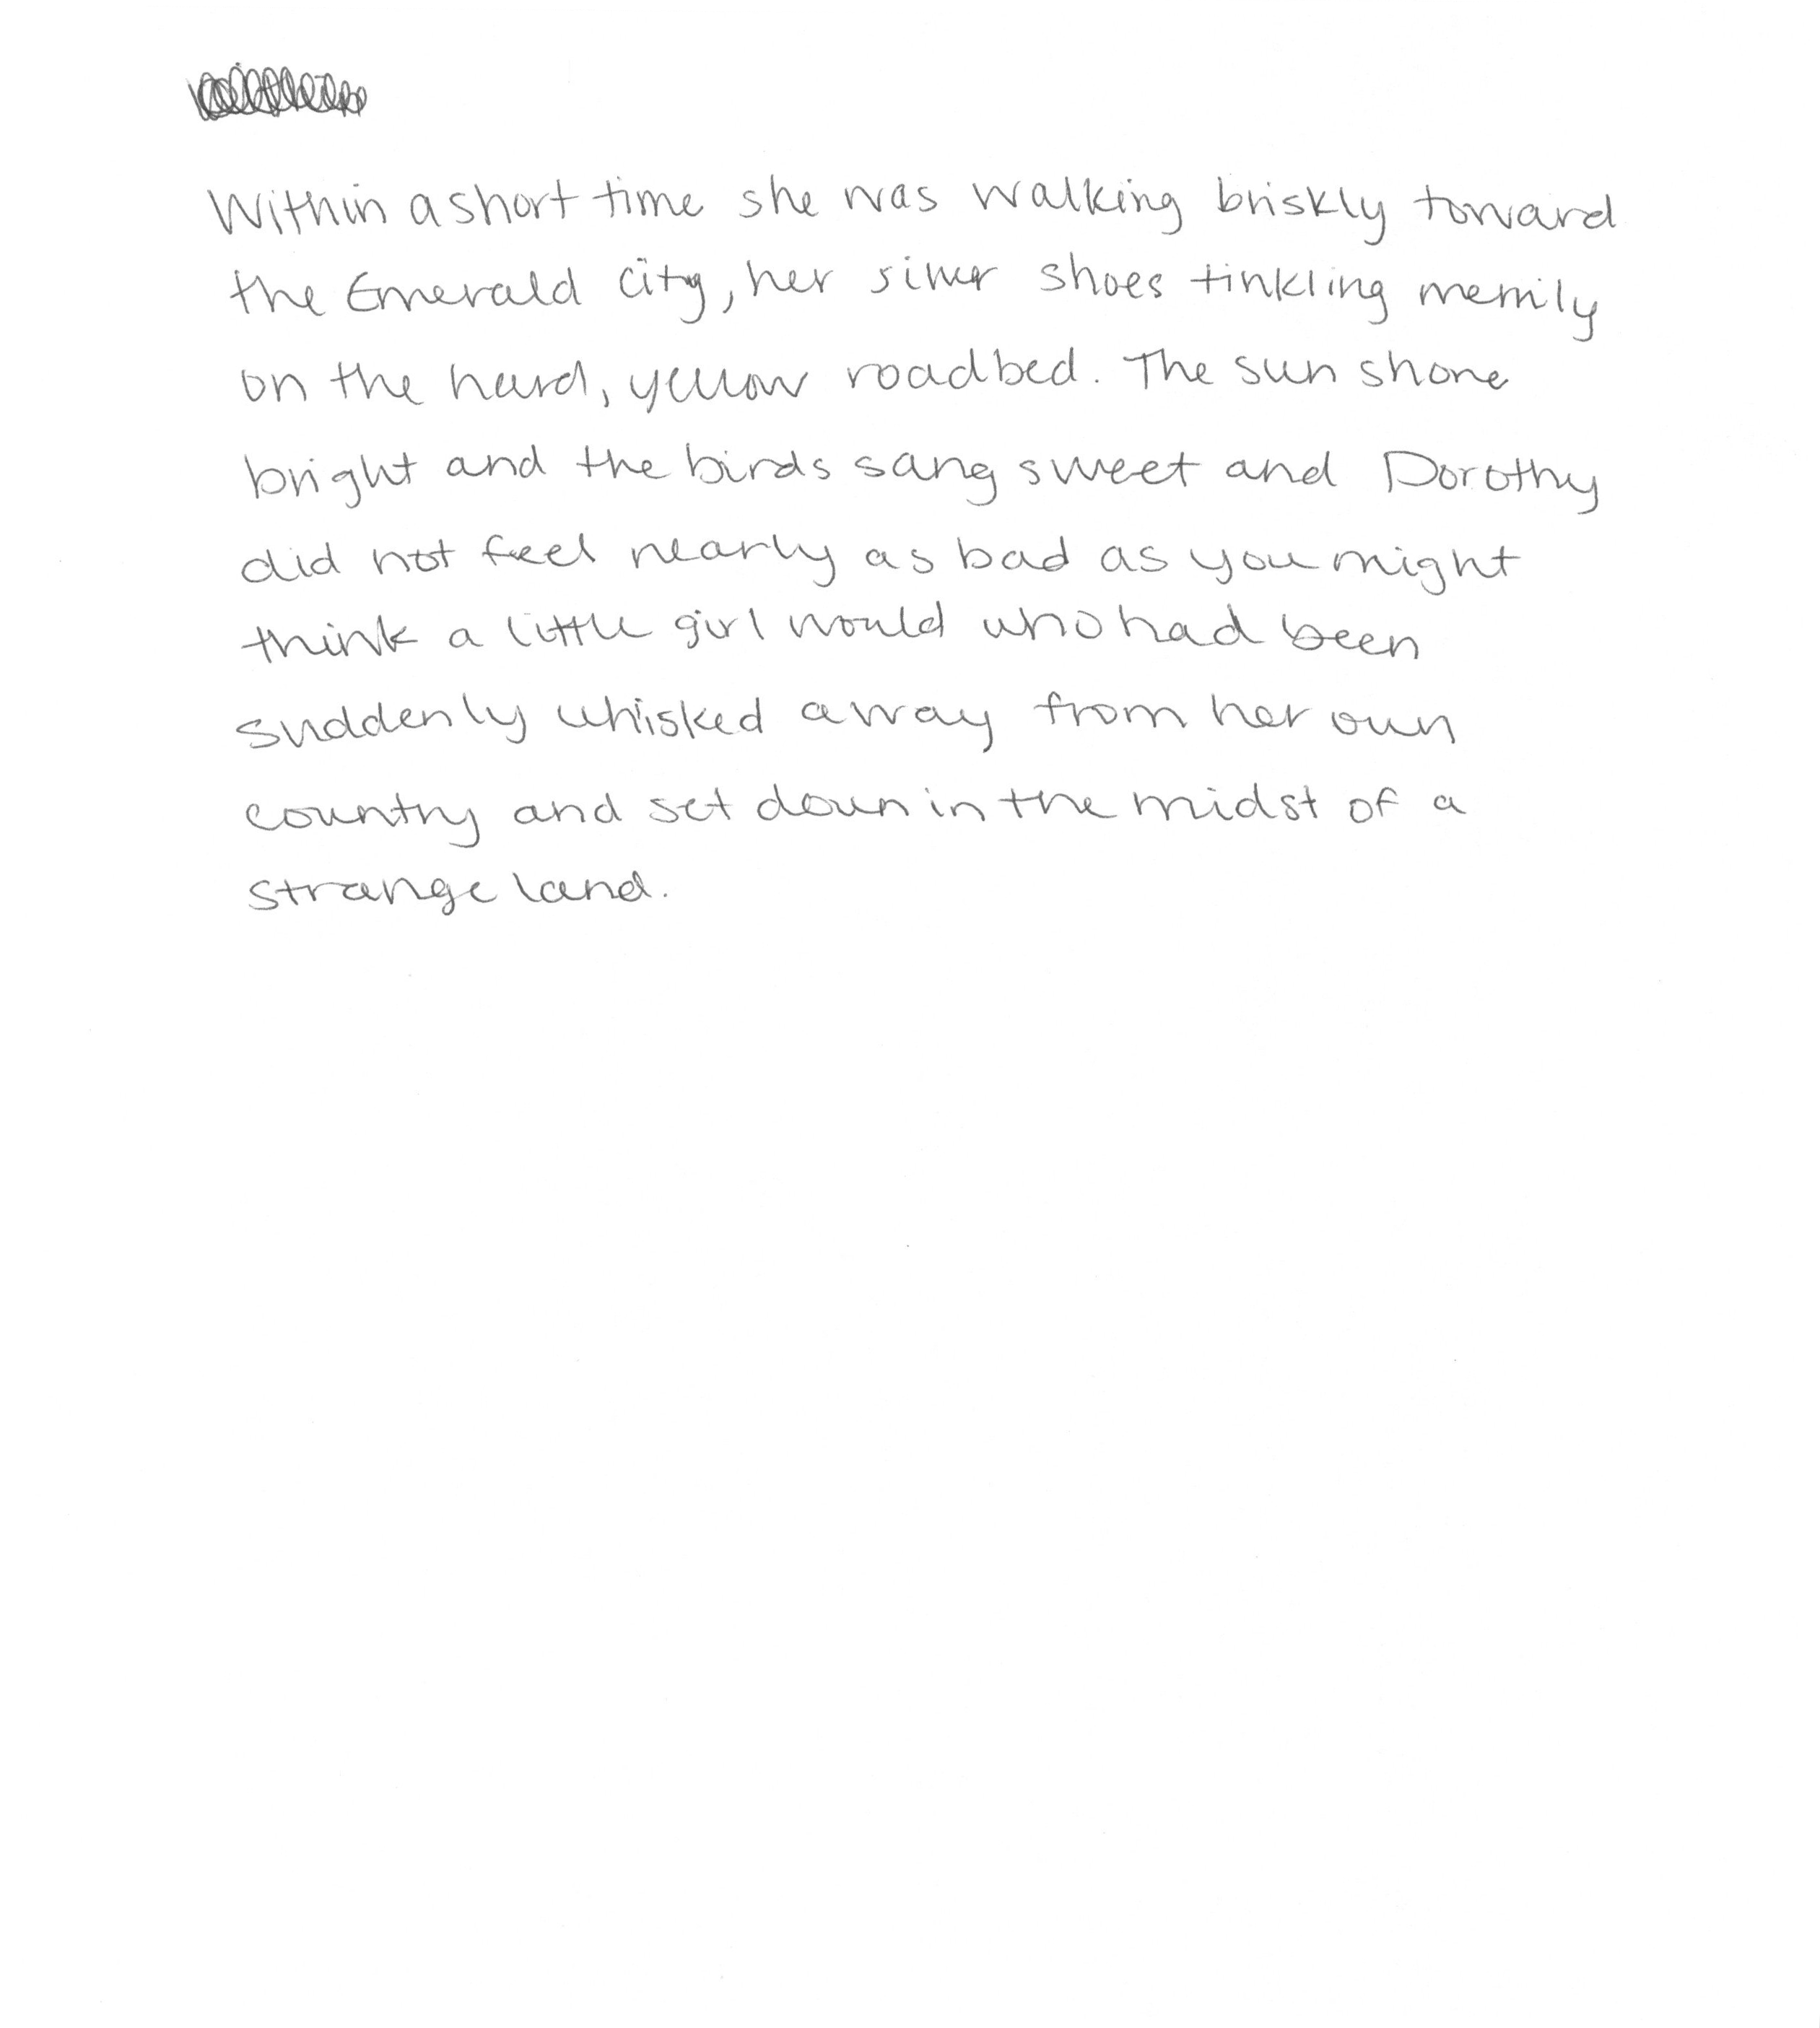 Within a short time she was walking briskly toward
the Emerald City, her silver shoes tinkling merrily
on the hard, yellow roadbed. The sun shone
bright and the birds sang sweet and Dorothy
did not feel nearly as bad as you might
think a little girl would who had been
suddenly whisked away from her own
country and set down in the midst of a
strange land.